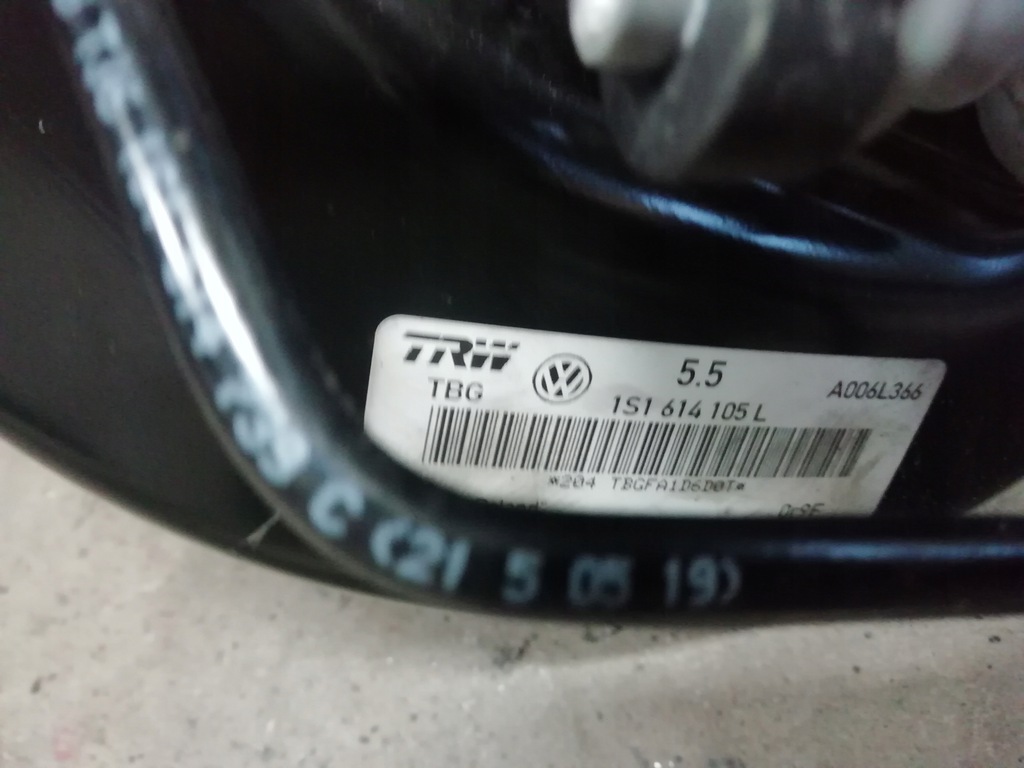 TRW
TBG
5.5
1S1 614 105 L
A006L366
*204 TBGFA1D6D0T*
C (21 5 05 19)